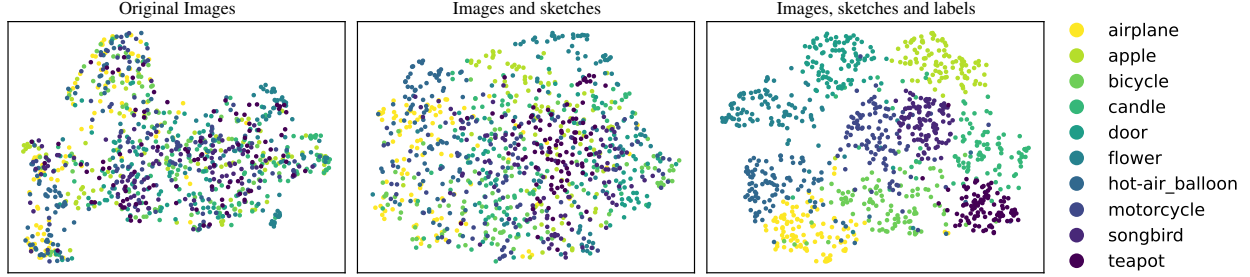 Original Images
Images and sketches
Images, sketches and labels
airplane
apple
bicycle
candle
door
flower
hot-air_balloon
motorcycle
songbird
teapot